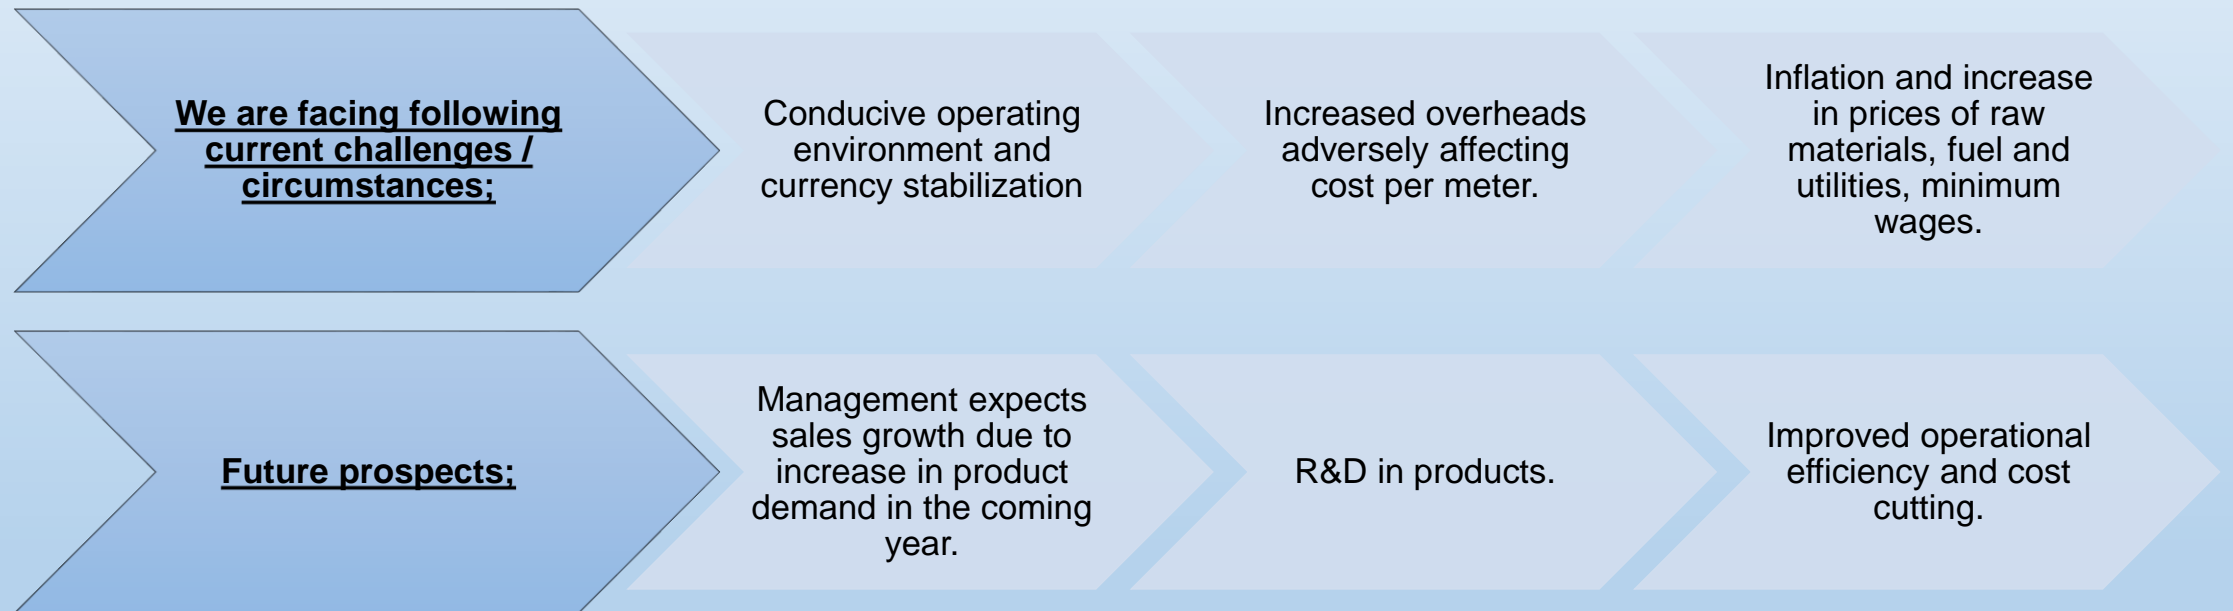 We are facing following
current challenges /
circumstances;
Conducive operating
environment and
currency stabilization
Increased overheads
adversely affecting
cost per meter.
Inflation and increase
in prices of raw
materials, fuel and
utilities, minimum
wages.
Future prospects;
Management expects
sales growth due to
increase in product
demand in the coming
year.
R&D in products.
Improved operational
efficiency and cost
cutting.